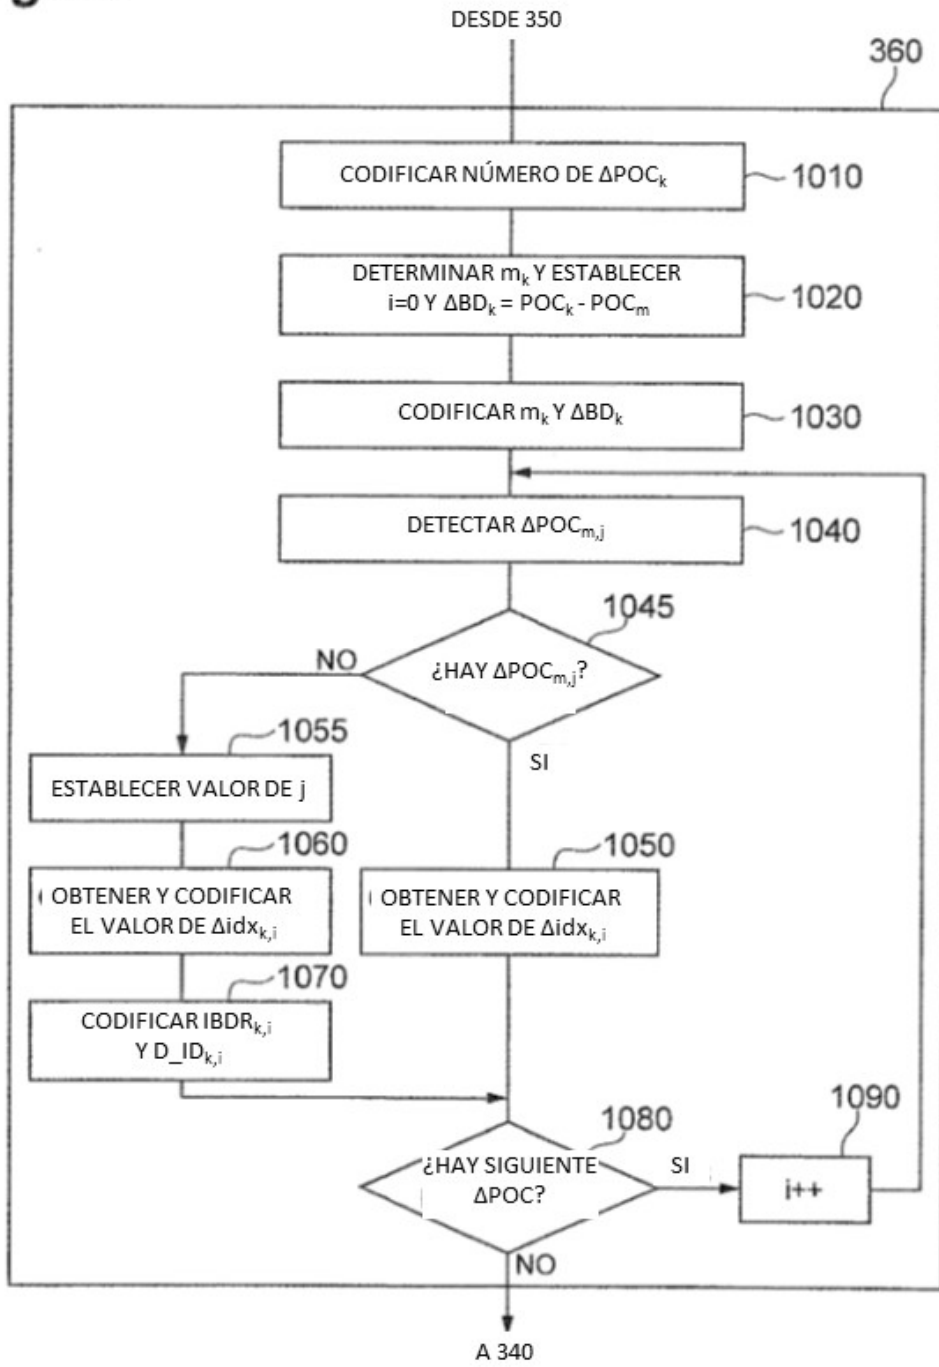 DESDE 350
360
CODIFICAR NÚMERO DE ΔPOCk
1010
DETERMINAR mk Y ESTABLECER
i=0 Y ΔBDk = POCk - POCm
1020
CODIFICAR mk Y ΔBDk
1030
DETECTAR ΔPOCm,j
1040
1045
¿HAY ΔPOCm,j?
NO
SI
1055
ESTABLECER VALOR DE j
1060
OBTENER Y CODIFICAR
EL VALOR DE Δidxk,i
1050
OBTENER Y CODIFICAR
EL VALOR DE Δidxk,i
1070
CODIFICAR IBDRk,i
Y D_IDk,i
1080
¿HAY SIGUIENTE
ΔPOC?
SI
1090
i++
NO
A 340